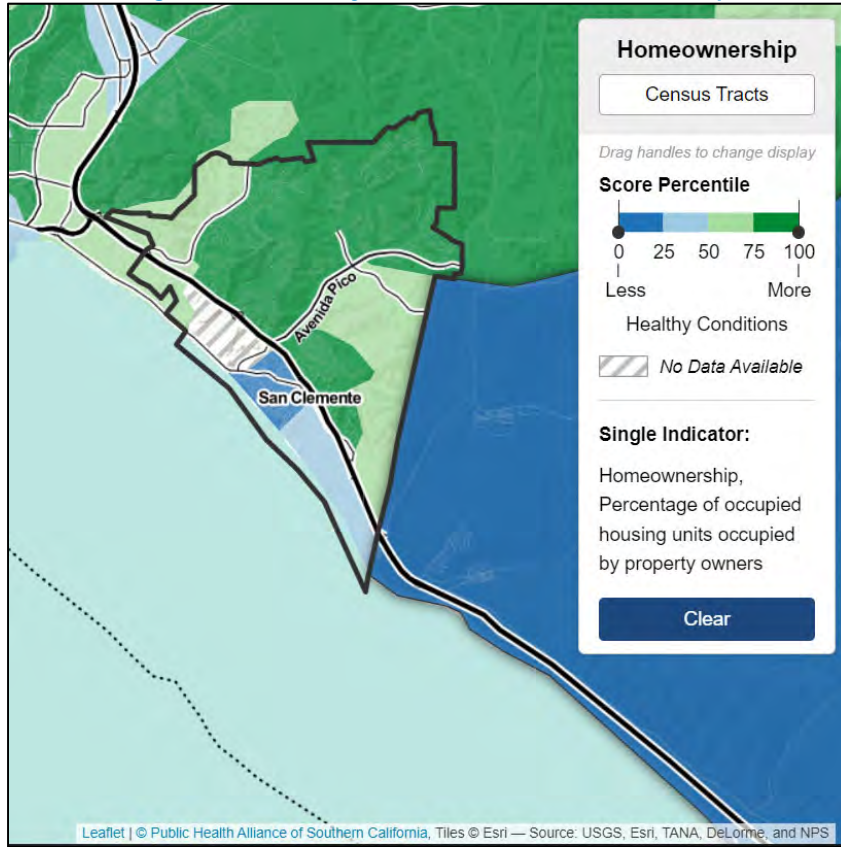 Homeownership
Census Tracts
Drag handles to change display
Score Percentile
0 25 50 75 100
Less More
Healthy Conditions
No Data Available
Single Indicator:
Homeownership,
Percentage of occupied
housing units occupied
by property owners
Clear
Avenida Pico
San Clemente
Leaflet | © Public Health Alliance of Southern California, Tiles © Esri — Source: USGS, Esri, TANA, DeLorme, and NPS